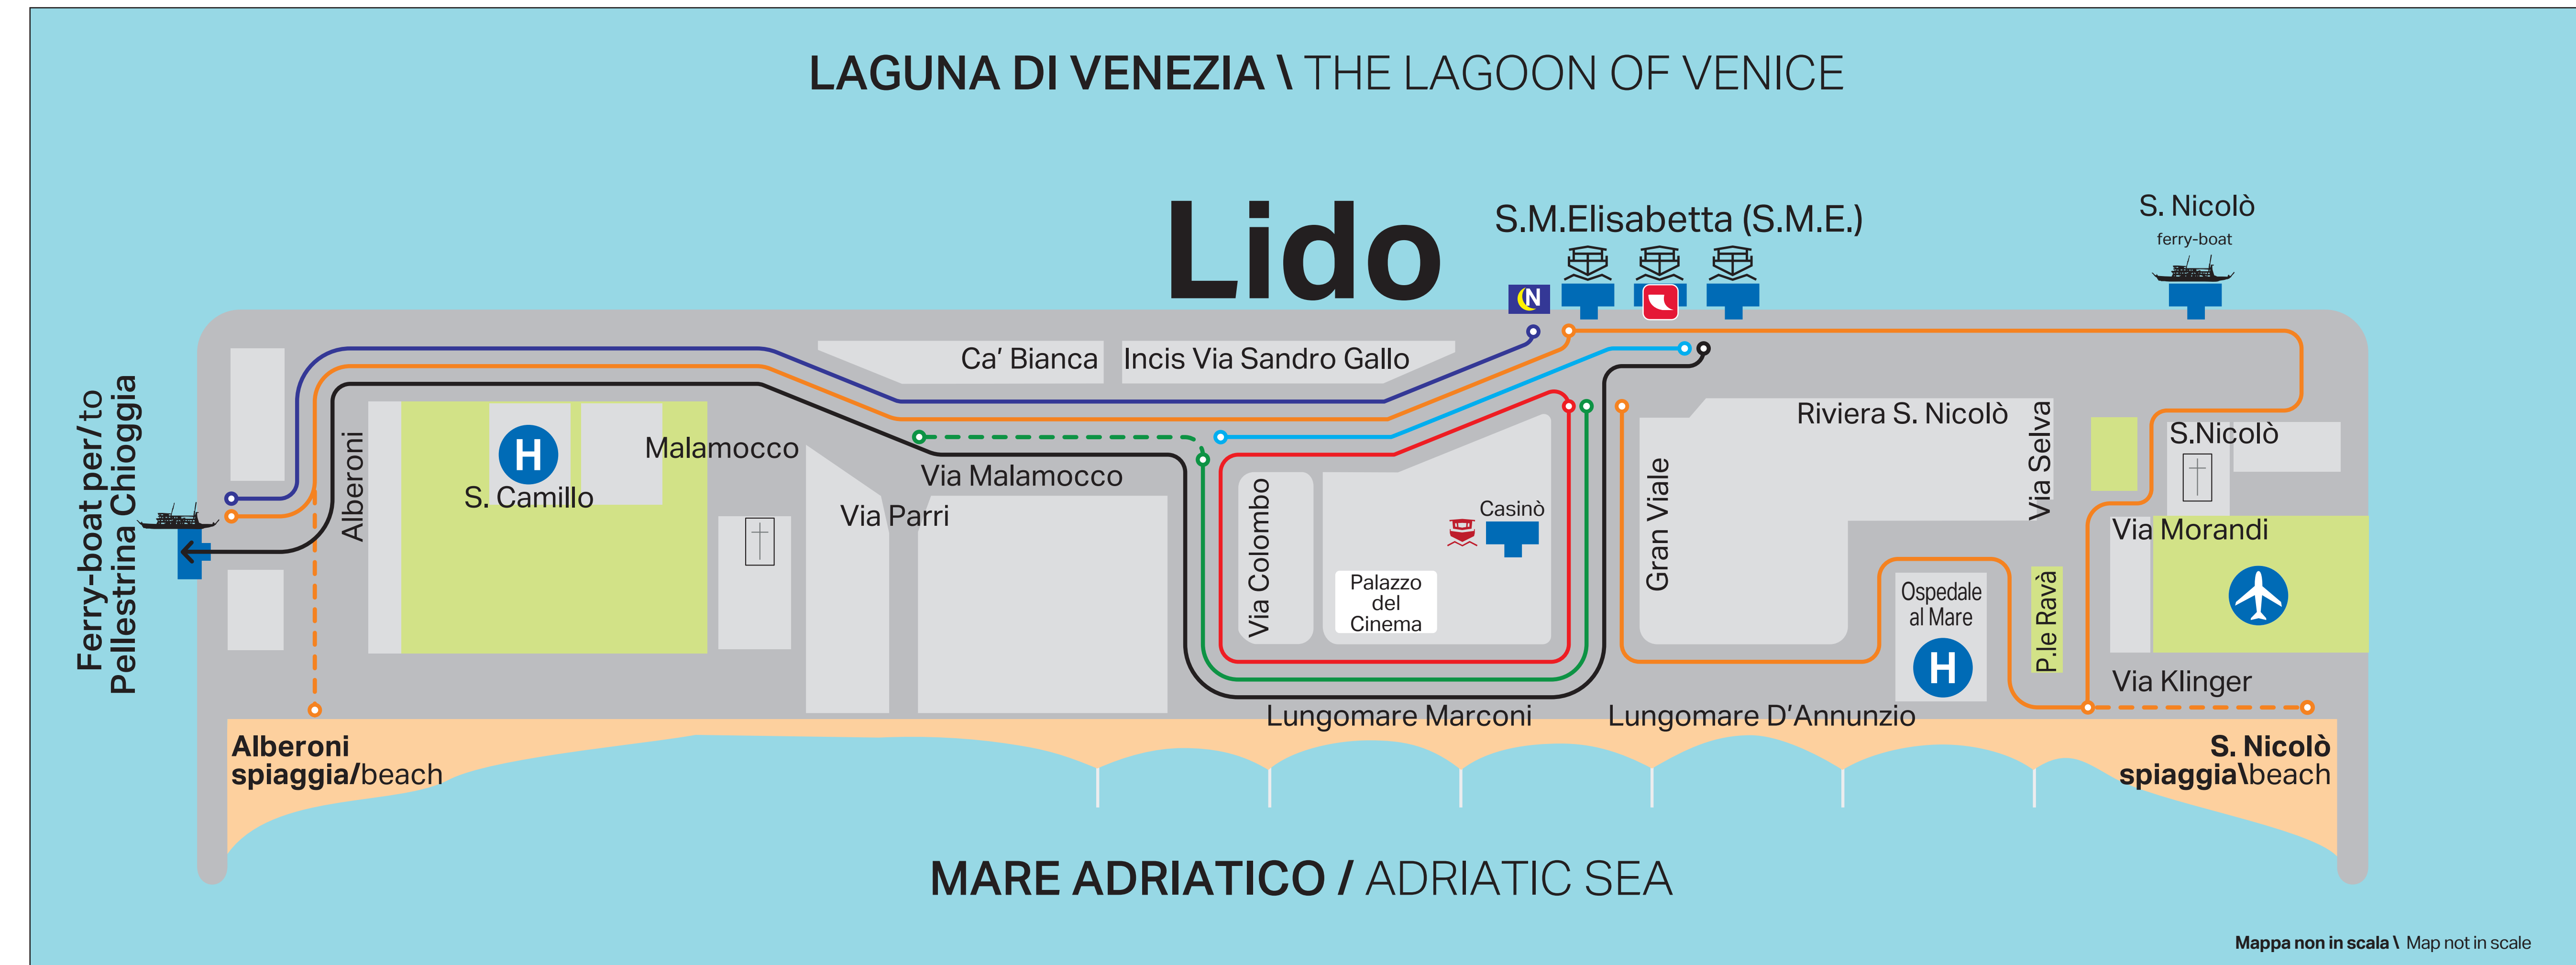 LAGUNA DI VENEZIA \ THE LAGOON OF VENICE
Lido
S.M.Elisabetta (S.M.E.)
S. Nicolò
ferry-boat
N
Ca’ Bianca
Incis Via Sandro Gallo
Ferry-boat per/to
Pellestrina Chioggia
Alberoni
H
S. Camillo
Malamocco
Via Malamocco
Via Parri
Via Colombo
Palazzo
del
Cinema
Casinò
Gran Viale
Riviera S. Nicolò
Via Selva
S.Nicolò
Via Morandi
Ospedale
al Mare
H
P.le Ravà
Via Klinger
Lungomare Marconi
Lungomare D’Annunzio
Alberoni
spiaggia/beach
S. Nicolò
spiaggia\beach
MARE ADRIATICO / ADRIATIC SEA
Mappa non in scala \ Map not in scale